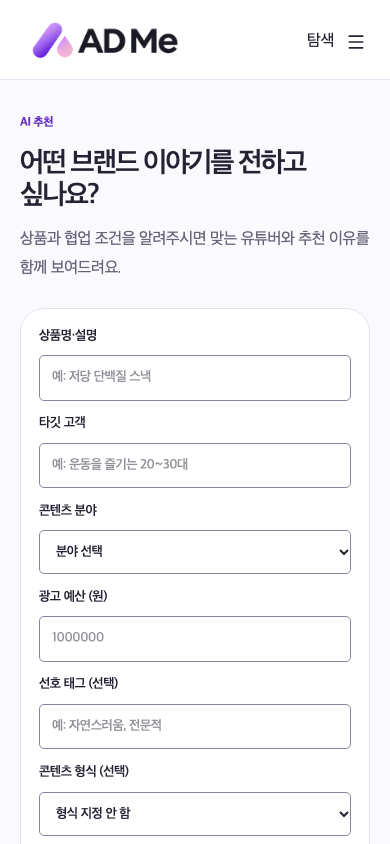 AD Me
탐색
AI 추천
어떤 브랜드 이야기를 전하고
싶나요?
상품과 협업 조건을 알려주시면 맞는 유튜버와 추천 이유를
함께 보여드려요.
상품명·설명
예: 저당 단백질 스낵
타깃 고객
예: 운동을 즐기는 20~30대
콘텐츠 분야
분야 선택
광고 예산 (원)
1000000
선호 태그 (선택)
예: 자연스러움, 전문적
콘텐츠 형식 (선택)
형식 지정 안 함